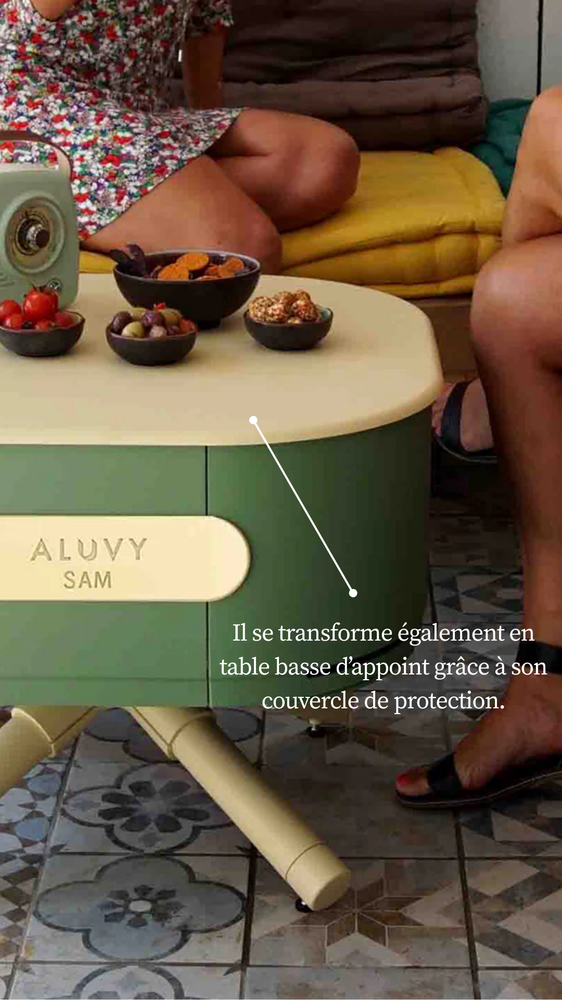 ALUVY
SAM
Il se transforme également en
table basse d’appoint grâce à son
couvercle de protection.